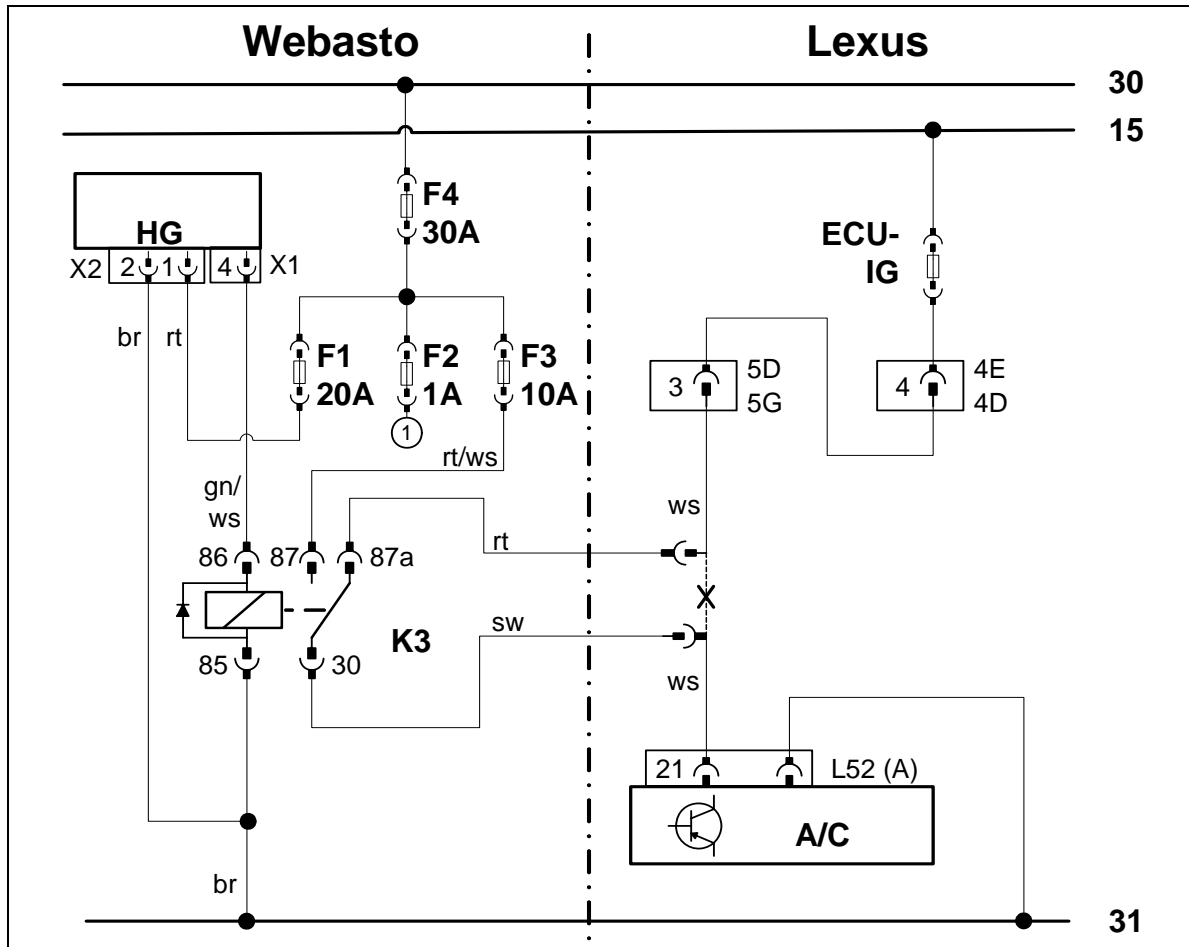 Webasto
Lexus
30
15
F4
30A
HG
X2 2 1 4 X1
ECU-
IG
br rt
F1
20A
F2
1A
F3
10A
1
3
5D
5G
4
4E
4D
rt/ws
gn/
ws
ws
86 87 87a
rt
sw
K3
85 30
ws
21
L52 (A)
A/C
br
31